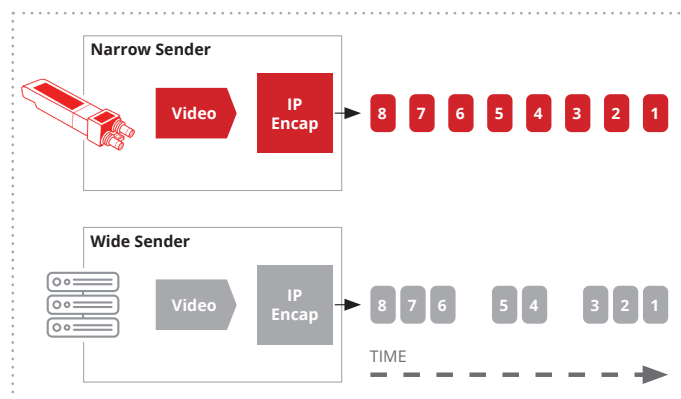 Narrow Sender
Video
IP
Encap
8 7 6 5 4 3 2 1
Wide Sender
Video
IP
Encap
8 7 6 5 4 3 2 1
TIME